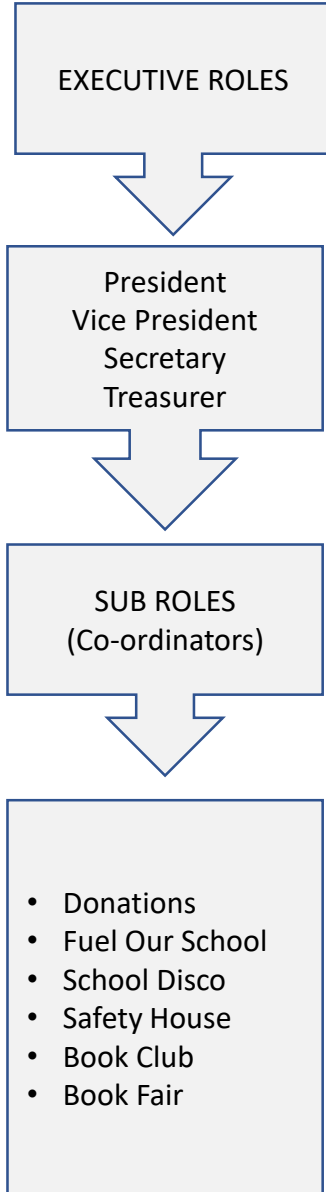 EXECUTIVE ROLES
President
Vice President
Secretary
Treasurer
SUB ROLES
(Co-ordinators)
• Donations
• Fuel Our School
• School Disco
• Safety House
• Book Club
• Book Fair